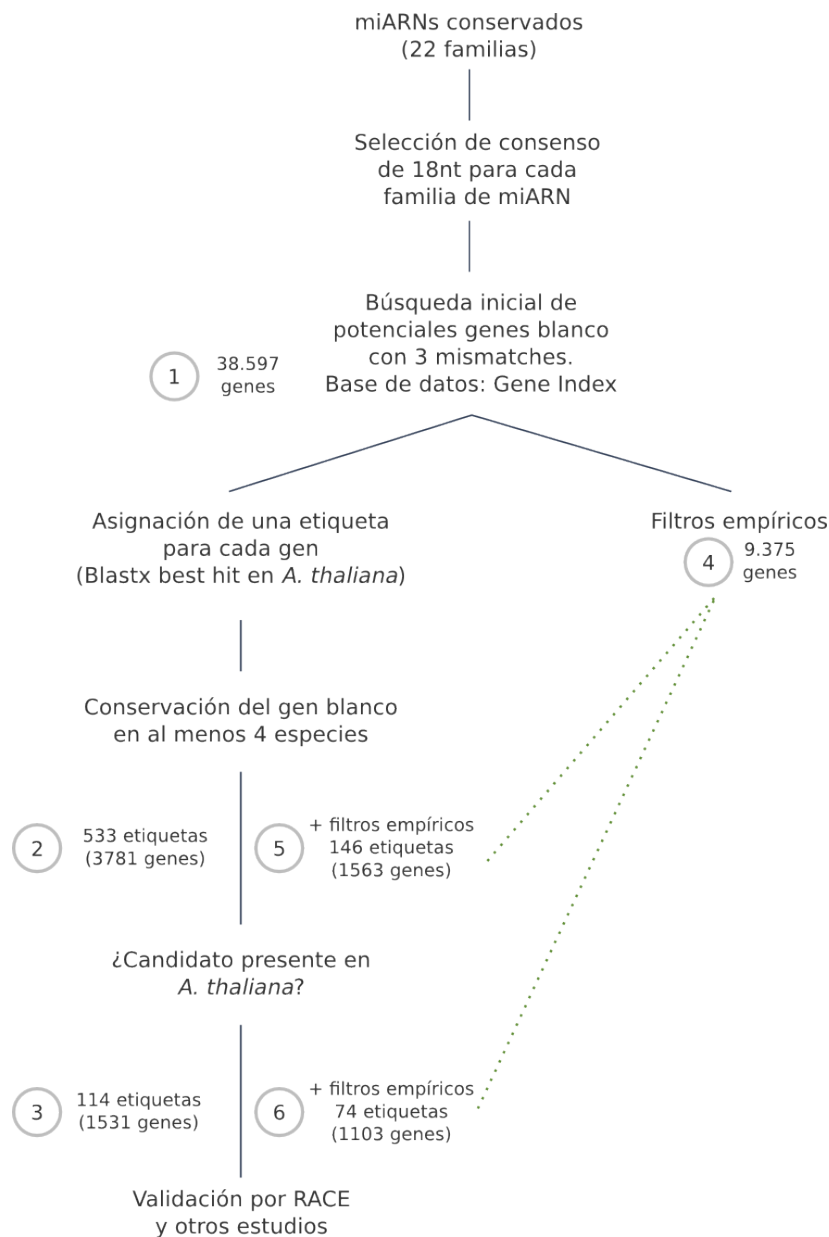 miARNs conservados
(22 familias)
Selección de consenso
de 18nt para cada
familia de miARN
Búsqueda inicial de
potenciales genes blanco
con 3 mismatches.
Base de datos: Gene Index
1
38.597
genes
Asignación de una etiqueta
para cada gen
(Blastx best hit en A. thaliana)
Filtros empíricos
4
9.375
genes
Conservación del gen blanco
en al menos 4 especies
2
533 etiquetas
(3781 genes)
5
+ filtros empíricos
146 etiquetas
(1563 genes)
¿Candidato presente en
A. thaliana?
3
114 etiquetas
(1531 genes)
6
+ filtros empíricos
74 etiquetas
(1103 genes)
Validación por RACE
y otros estudios